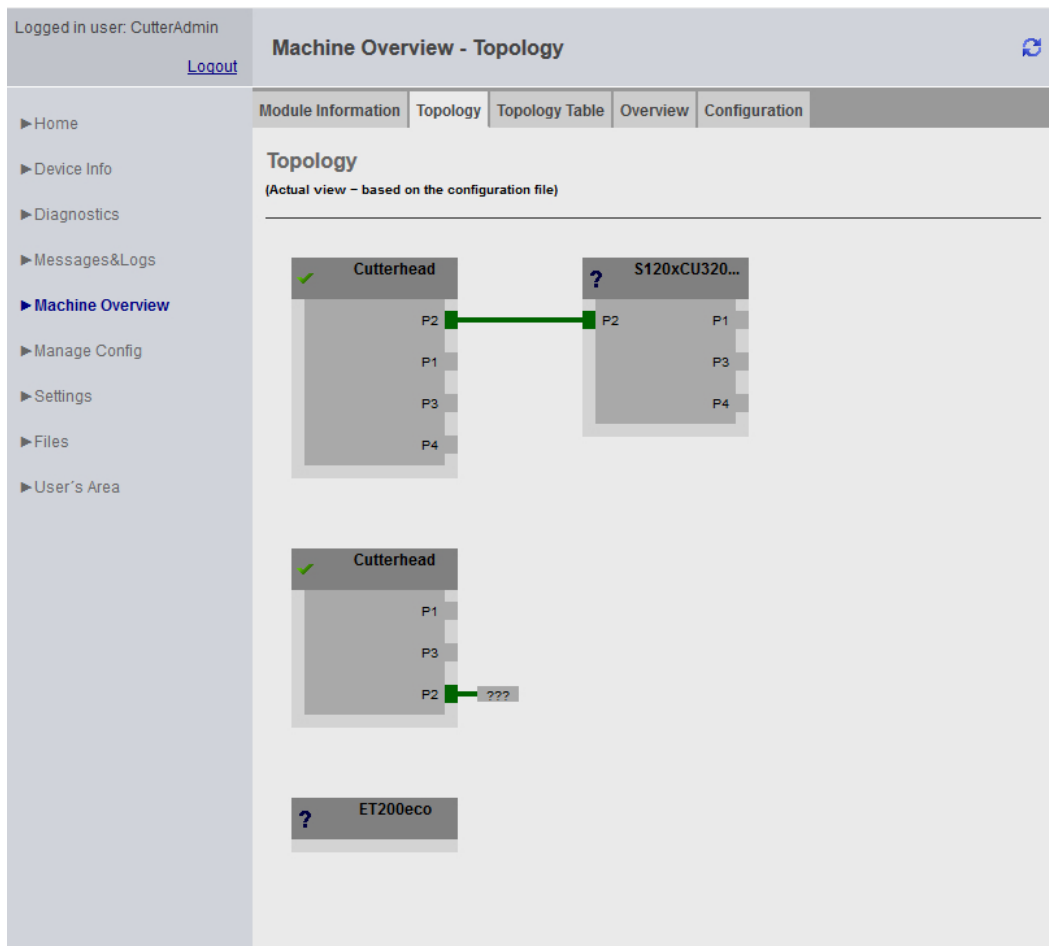 Logged in user: CutterAdmin
Logout
Machine Overview - Topology
►Home
►Device Info
►Diagnostics
►Messages&Logs
►Machine Overview
►Manage Config
►Settings
►Files
►User´s Area
Module Information Topology Topology Table Overview Configuration
Topology
(Actual view – based on the configuration file)
Cutterhead
P2
P1
P3
P4
? S120xCU320...
P2 P1
P3
P4
Cutterhead
P1
P3
P2 ???
? ET200eco